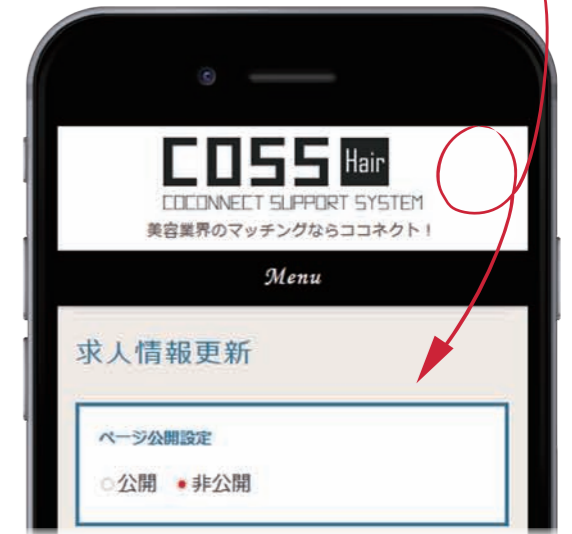 COSS Hair
COCONNECT SUPPORT SYSTEM
美容業界のマッチングならココネクト！
Menu
求人情報更新
ページ公開設定
公開 非公開